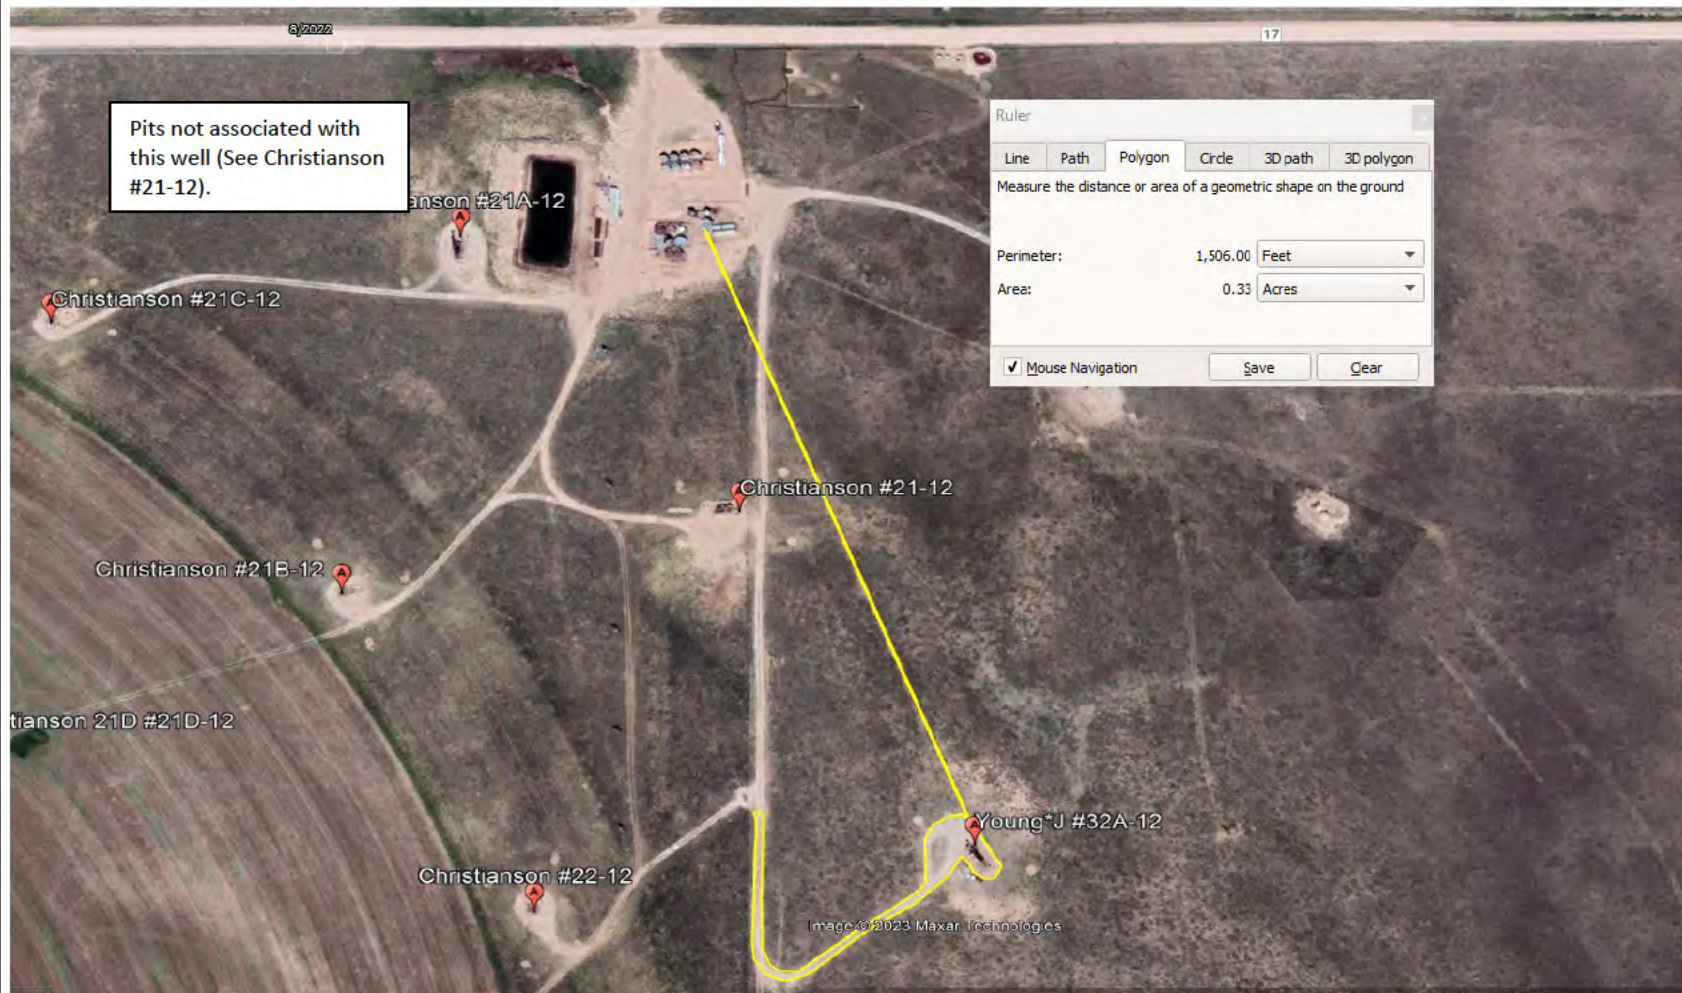 8/2022
17
Pits not associated with
this well (See Christianson
#21-12).
anson #21A-12
Christianson #21C-12
Ruler
Line Path Polygon Circle 3D path 3D polygon
Measure the distance or area of a geometric shape on the ground
Perimeter: 1,506.00 Feet
Area: 0.33 Acres
Mouse Navigation Save Clear
Christianson #21-12
Christianson #21B-12
tianson 21D #21D-12
Young*J #32A-12
Christianson #22-12
Image © 2023 Maxar Technologies